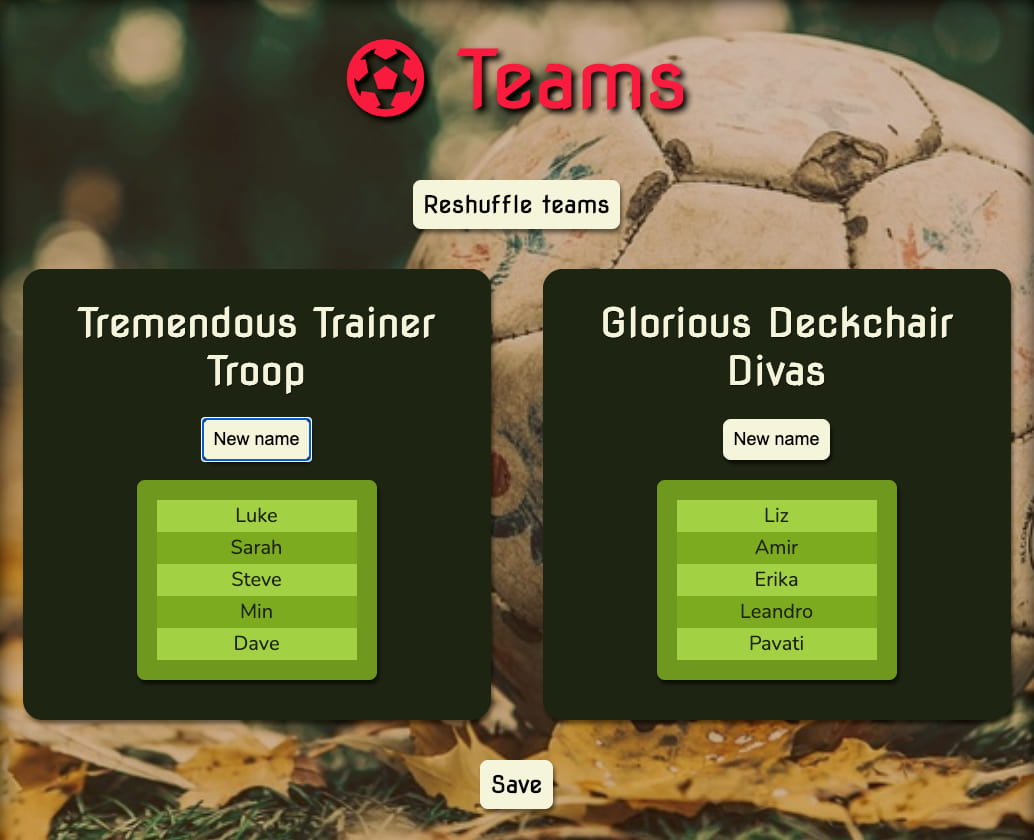 Teams
Reshuffle teams
Tremendous Trainer
Troop
New name
Luke
Sarah
Steve
Min
Dave
Glorious Deckchair
Divas
New name
Liz
Amir
Erika
Leandro
Pavati
Save